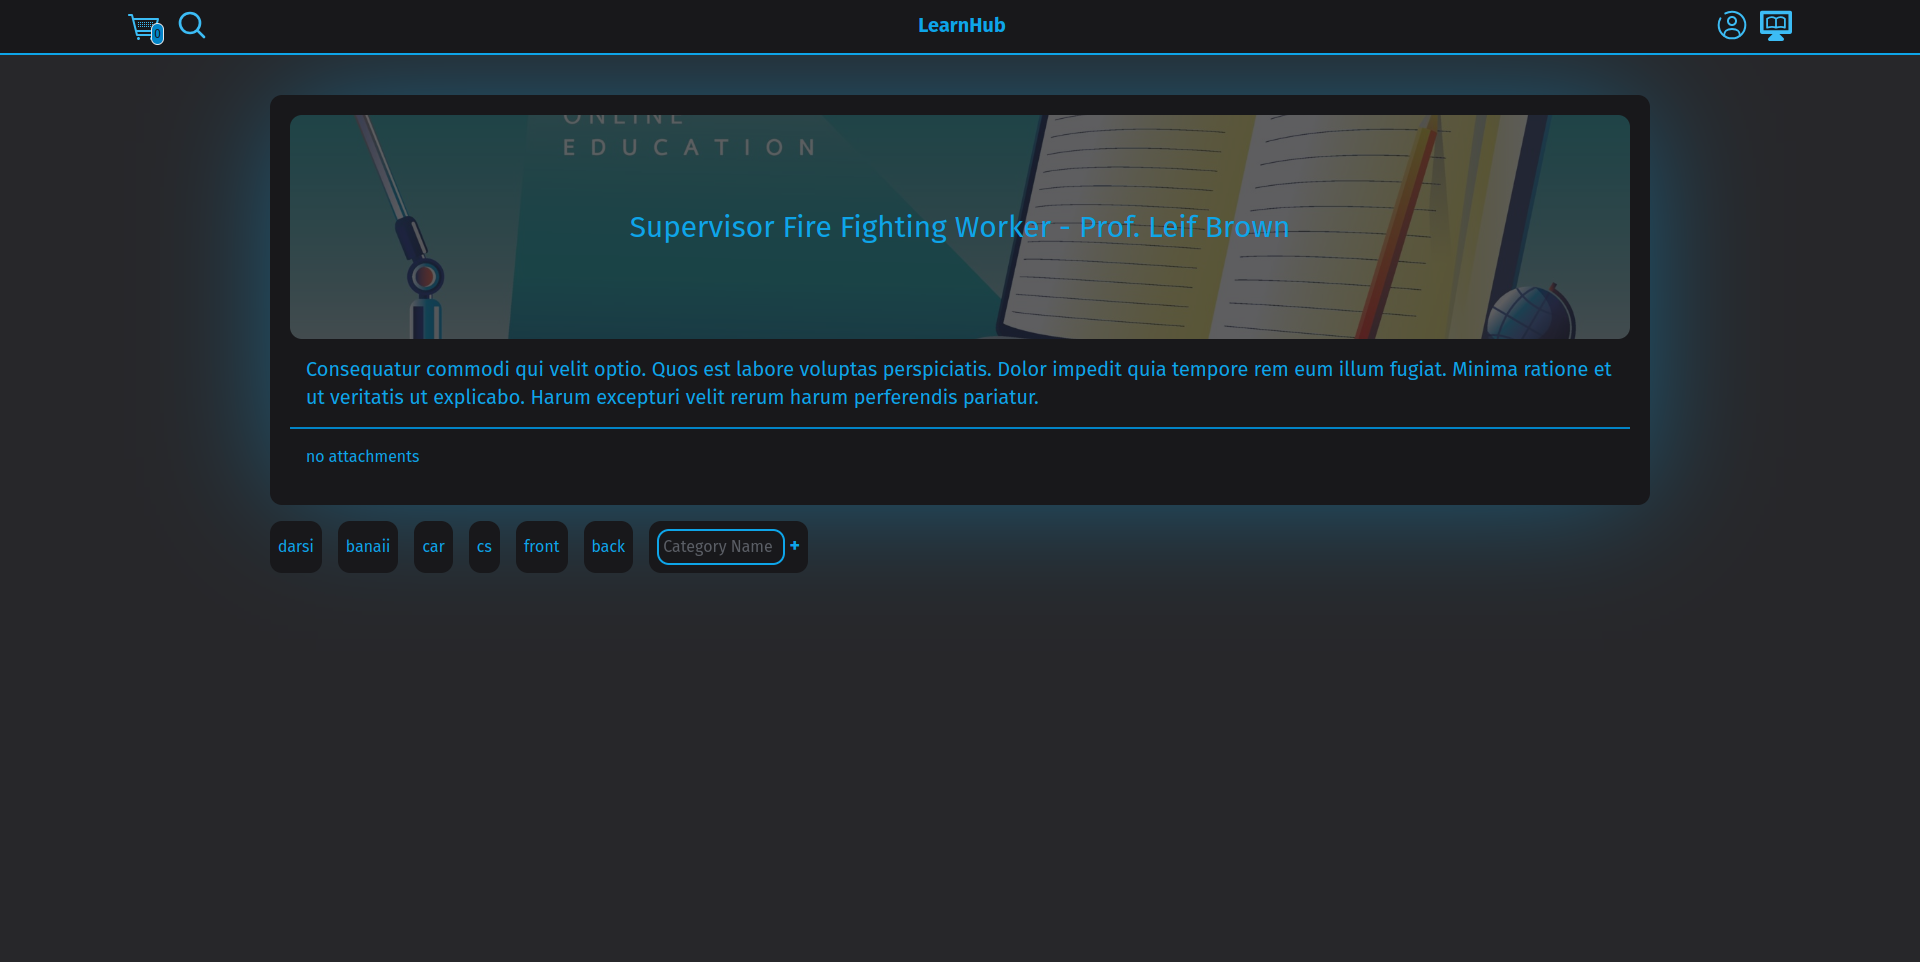 0
LearnHub
ONLINE
EDUCATION
Supervisor Fire Fighting Worker - Prof. Leif Brown
Consequatur commodi qui velit optio. Quos est labore voluptas perspiciatis. Dolor impedit quia tempore rem eum illum fugiat. Minima ratione et
ut veritatis ut explicabo. Harum excepturi velit rerum harum perferendis pariatur.
no attachments
darsi banaii car cs front back Category Name +